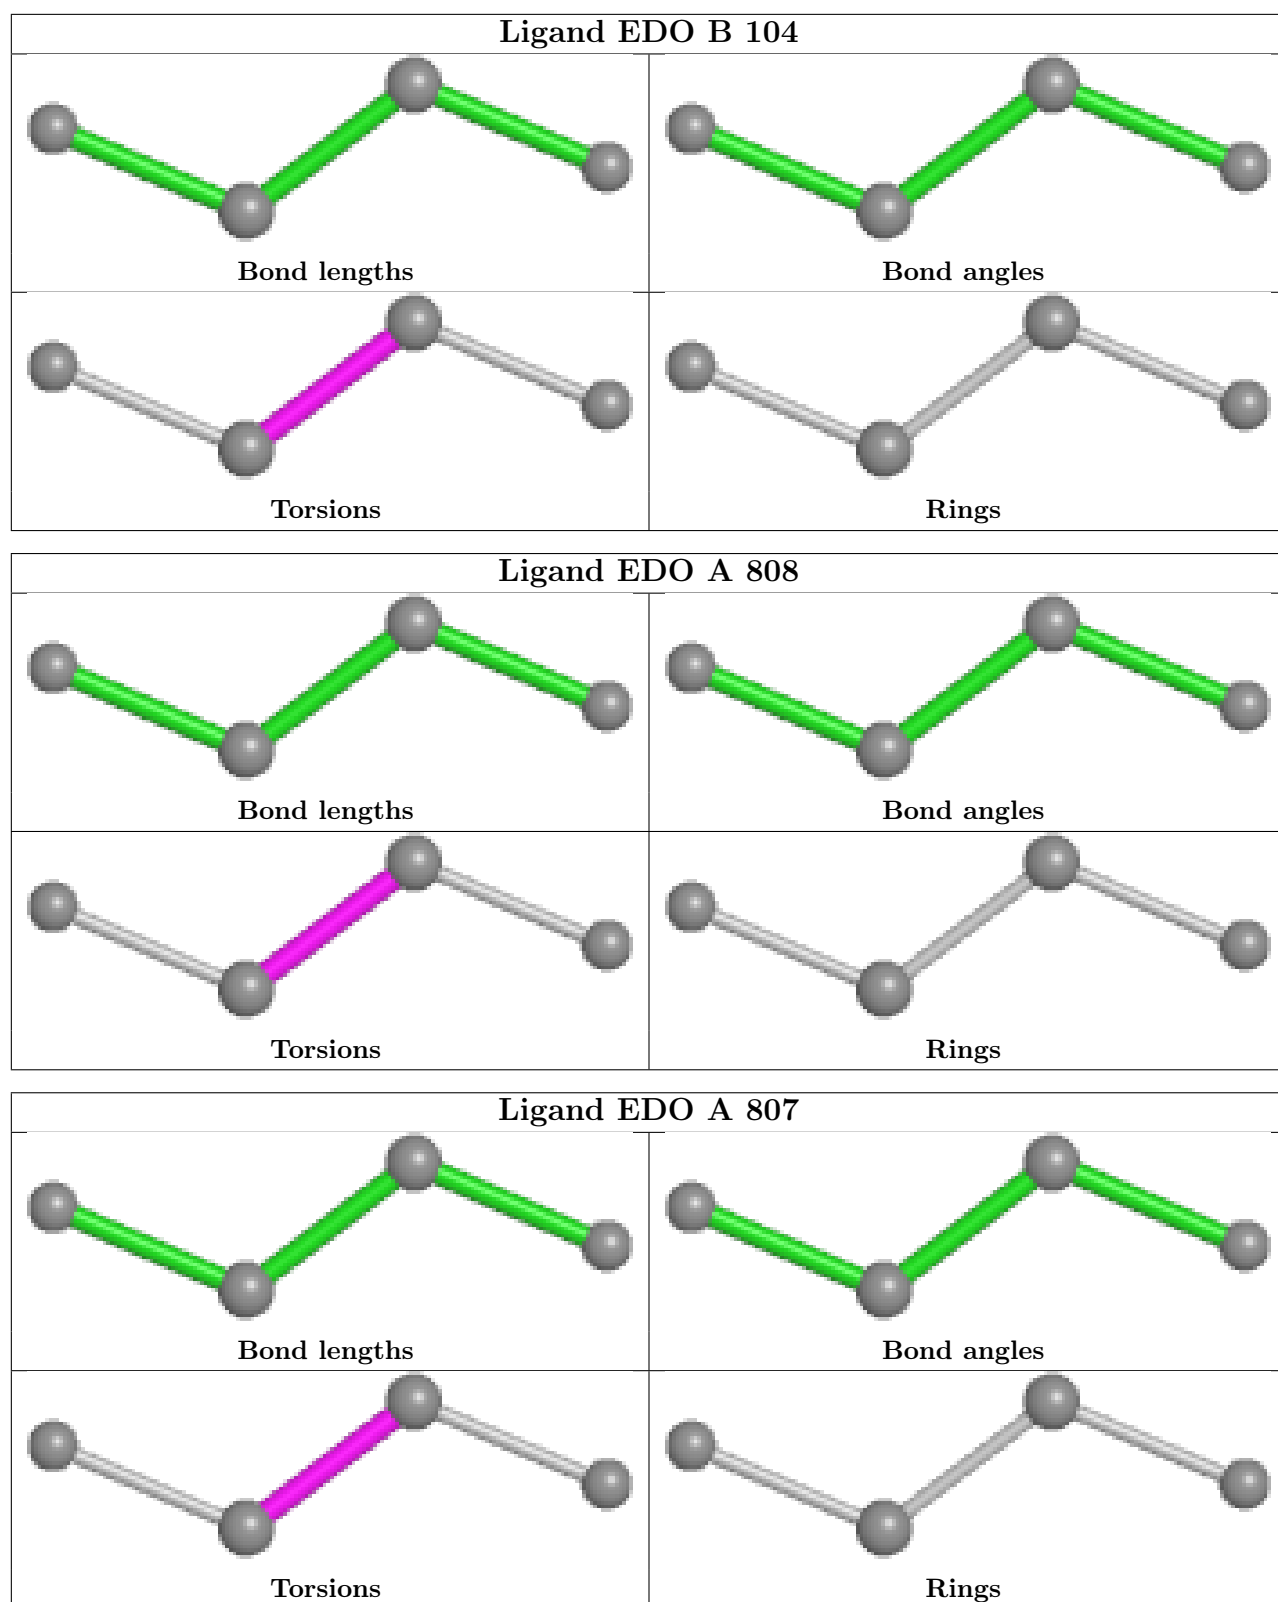 Ligand EDO B 104
Bond lengths
Bond angles
Torsions
Rings
Ligand EDO A 808
Bond lengths
Bond angles
Torsions
Rings
Ligand EDO A 807
Bond lengths
Bond angles
Torsions
Rings